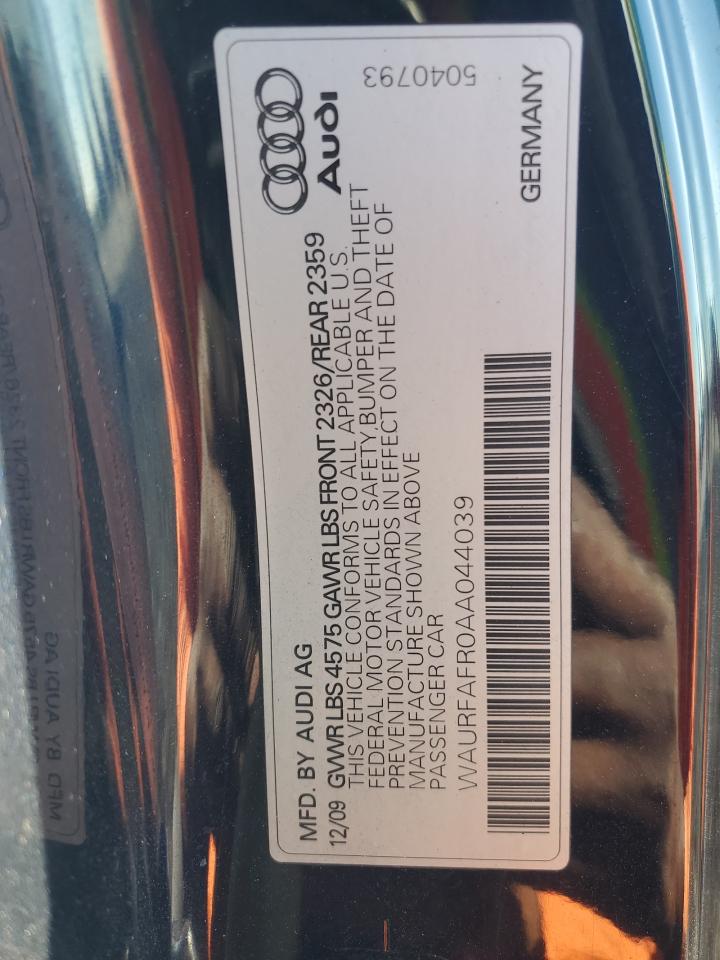 Audi
5040793
MFD. BY AUDI AG
12/09 GVWR LBS 4575 GAWR LBS FRONT 2326/REAR 2359
THIS VEHICLE CONFORMS TO ALL APPLICABLE U.S.
FEDERAL MOTOR VEHICLE SAFETY BUMPER AND THEFT
PREVENTION STANDARDS IN EFFECT ON THE DATE OF
MANUFACTURE SHOWN ABOVE
PASSENGER CAR
WAURFAFR0AA044039
GERMANY